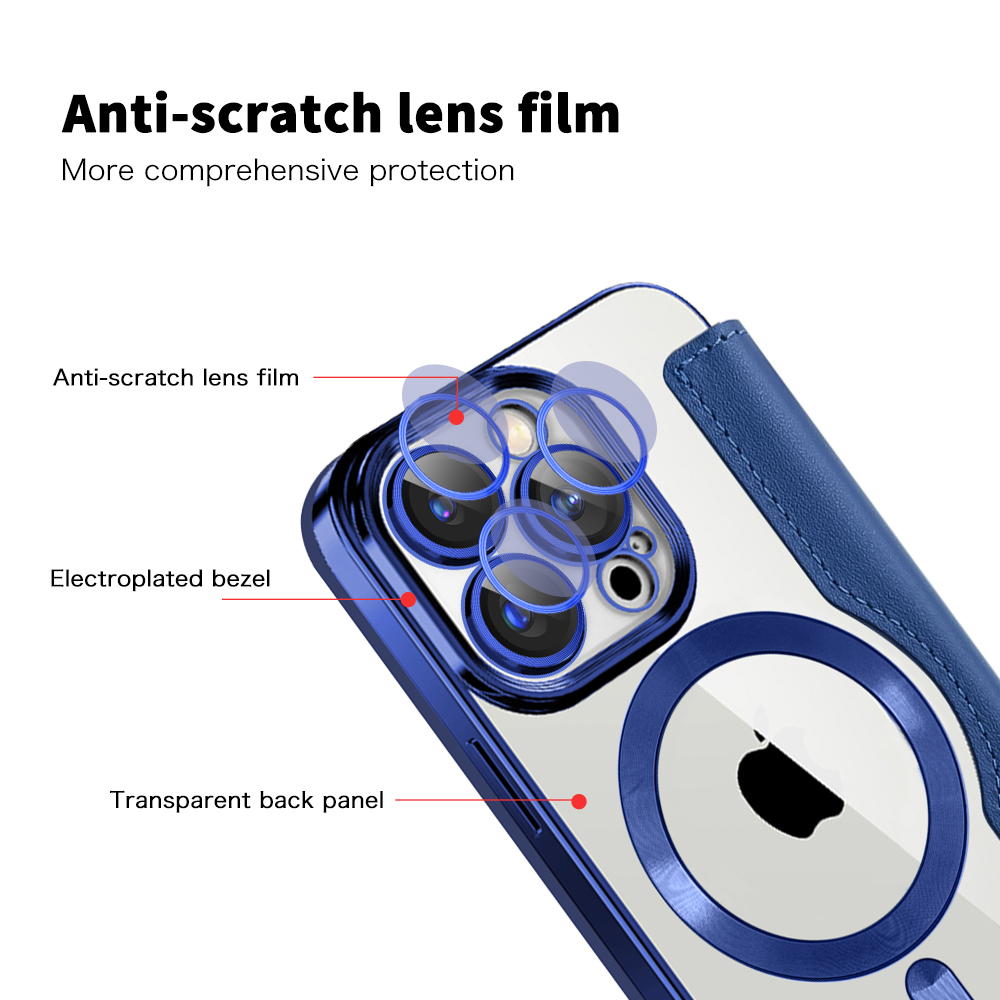 Anti-scratch lens film
More comprehensive protection
Anti-scratch lens film
Electroplated bezel
Transparent back panel